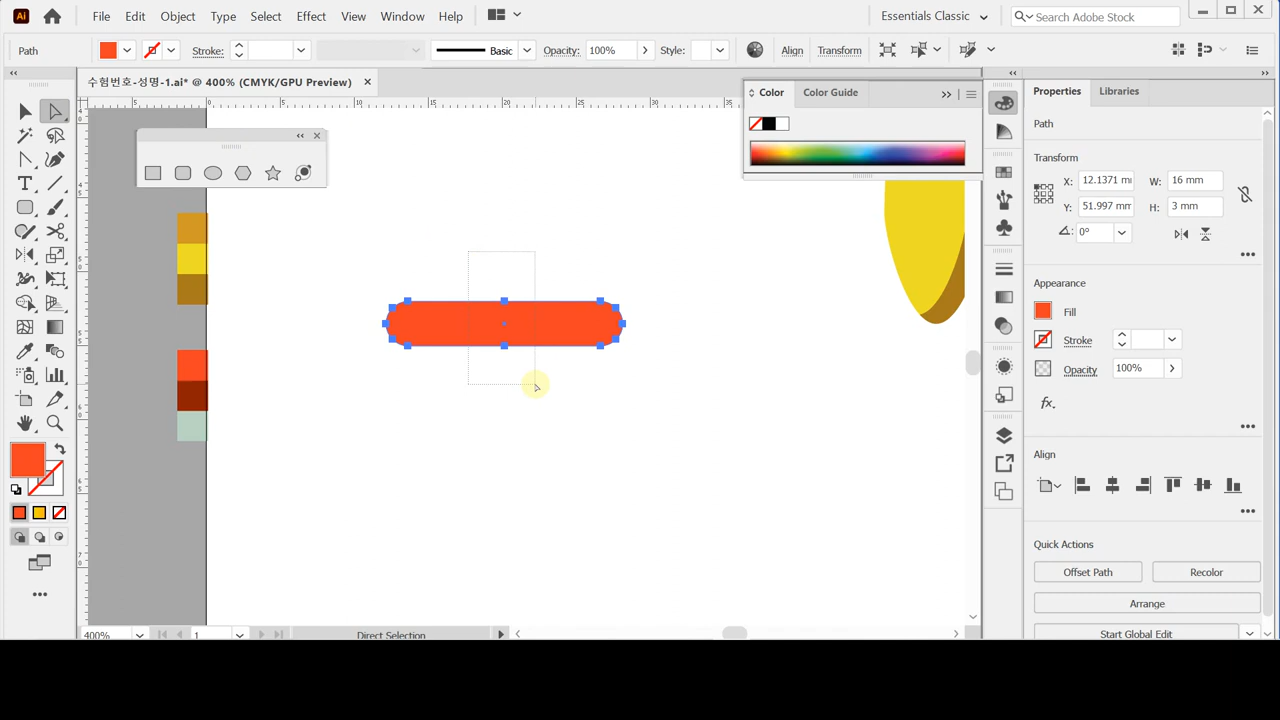 Ai File Edit Object Type Select Effect View Window Help Essentials Classic Search Adobe Stock
Path Stroke: Basic Opacity: 100% Style: Align Transform
수험번호-성명-1.ai* @ 400% (CMYK/GPU Preview)
Color Color Guide
Properties Libraries
Path
Transform
X: 12.1371 mm W: 16 mm
Y: 51.997 mm H: 3 mm
0°
Appearance
Fill
Stroke
Opacity 100%
fx.
Align
Quick Actions
Offset Path Recolor
Arrange
Start Global Edit
400% 1 Direct Selection